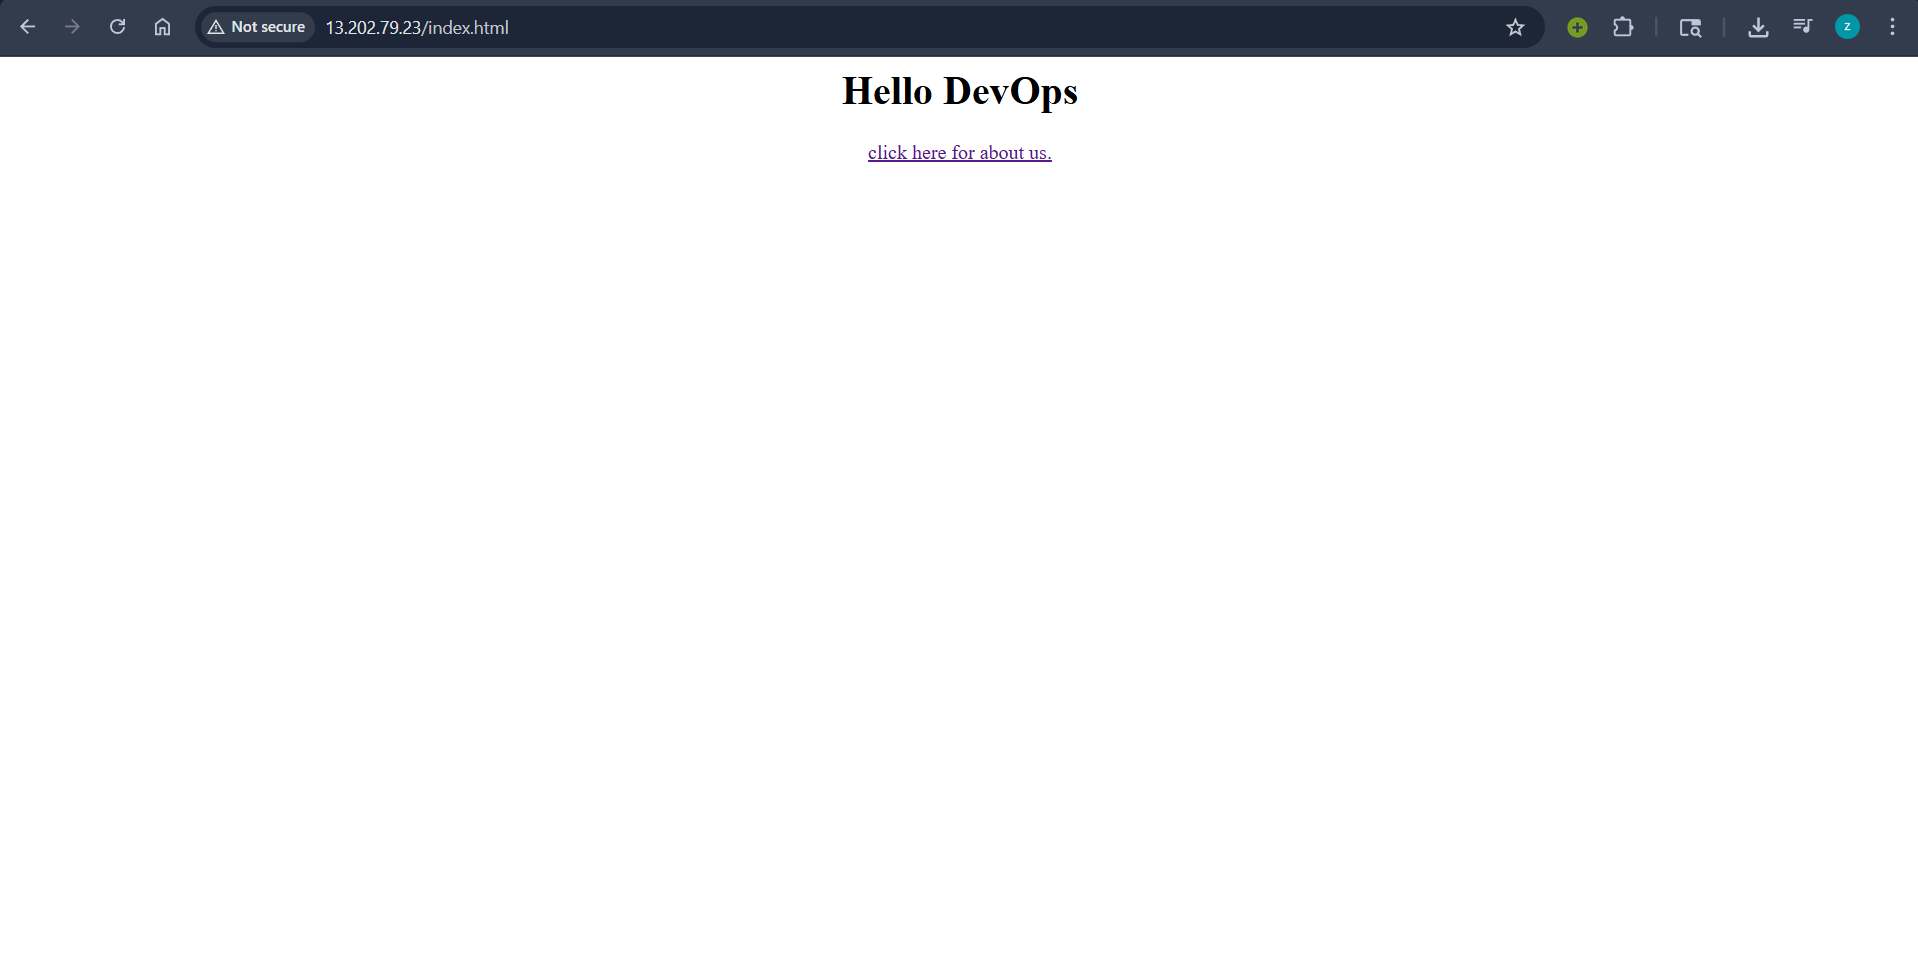 Not secure
13.202.79.23/index.html
Z
Hello DevOps
click here for about us.